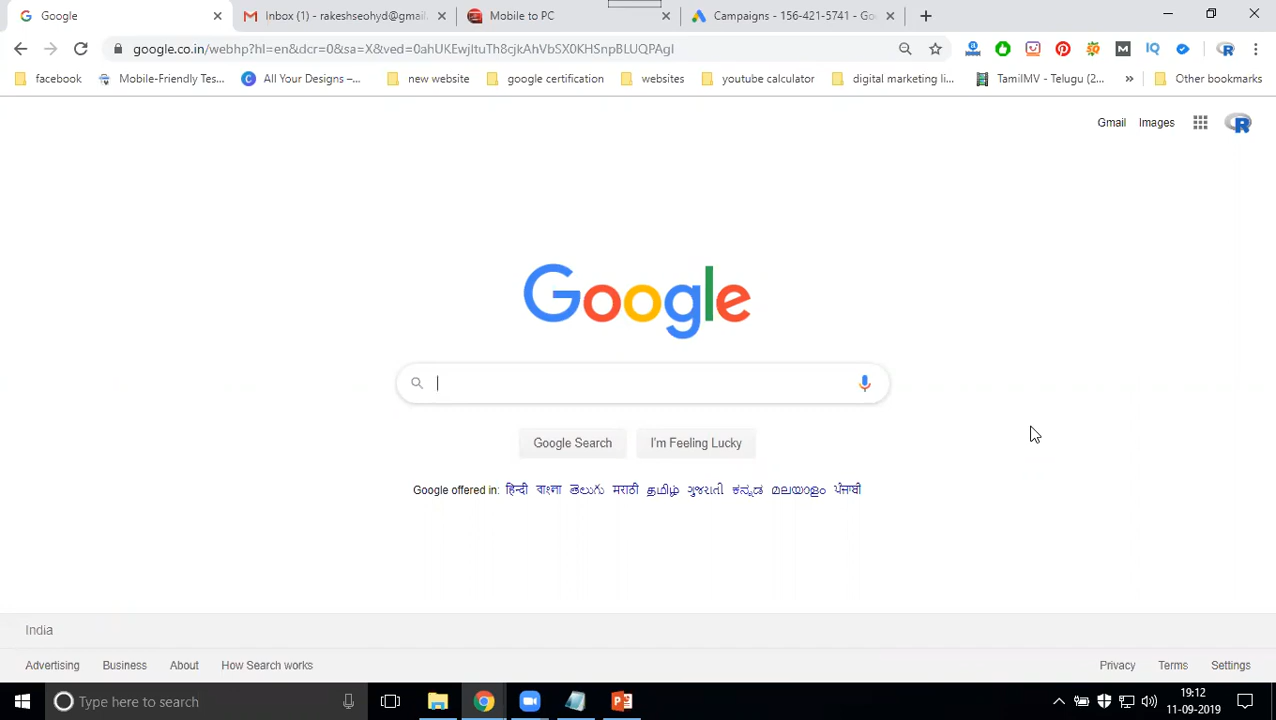 Google
Inbox (1) - rakeshseohyd@gmail
Mobile to PC
Campaigns - 156-421-5741 - Goo
google.co.in/webhp?hl=en&dcr=0&sa=X&ved=0ahUKEwjltuTh8cjkAhVbSX0KHSnpBLUQPAgI
facebook
Mobile-Friendly Tes...
All Your Designs –...
new website
google certification
websites
youtube calculator
digital marketing li...
TamilMV - Telugu (2...
»
Other bookmarks
Gmail
Images
Google
Google Search
I'm Feeling Lucky
Google offered in: हिन्दी বাংলা తెలుగు मराठी தமிழ் ગુજરાતી ಕನ್ನಡ മലയാളം ਪੰਜਾਬੀ
India
Advertising
Business
About
How Search works
Privacy
Terms
Settings
Type here to search
19:12
11-09-2019